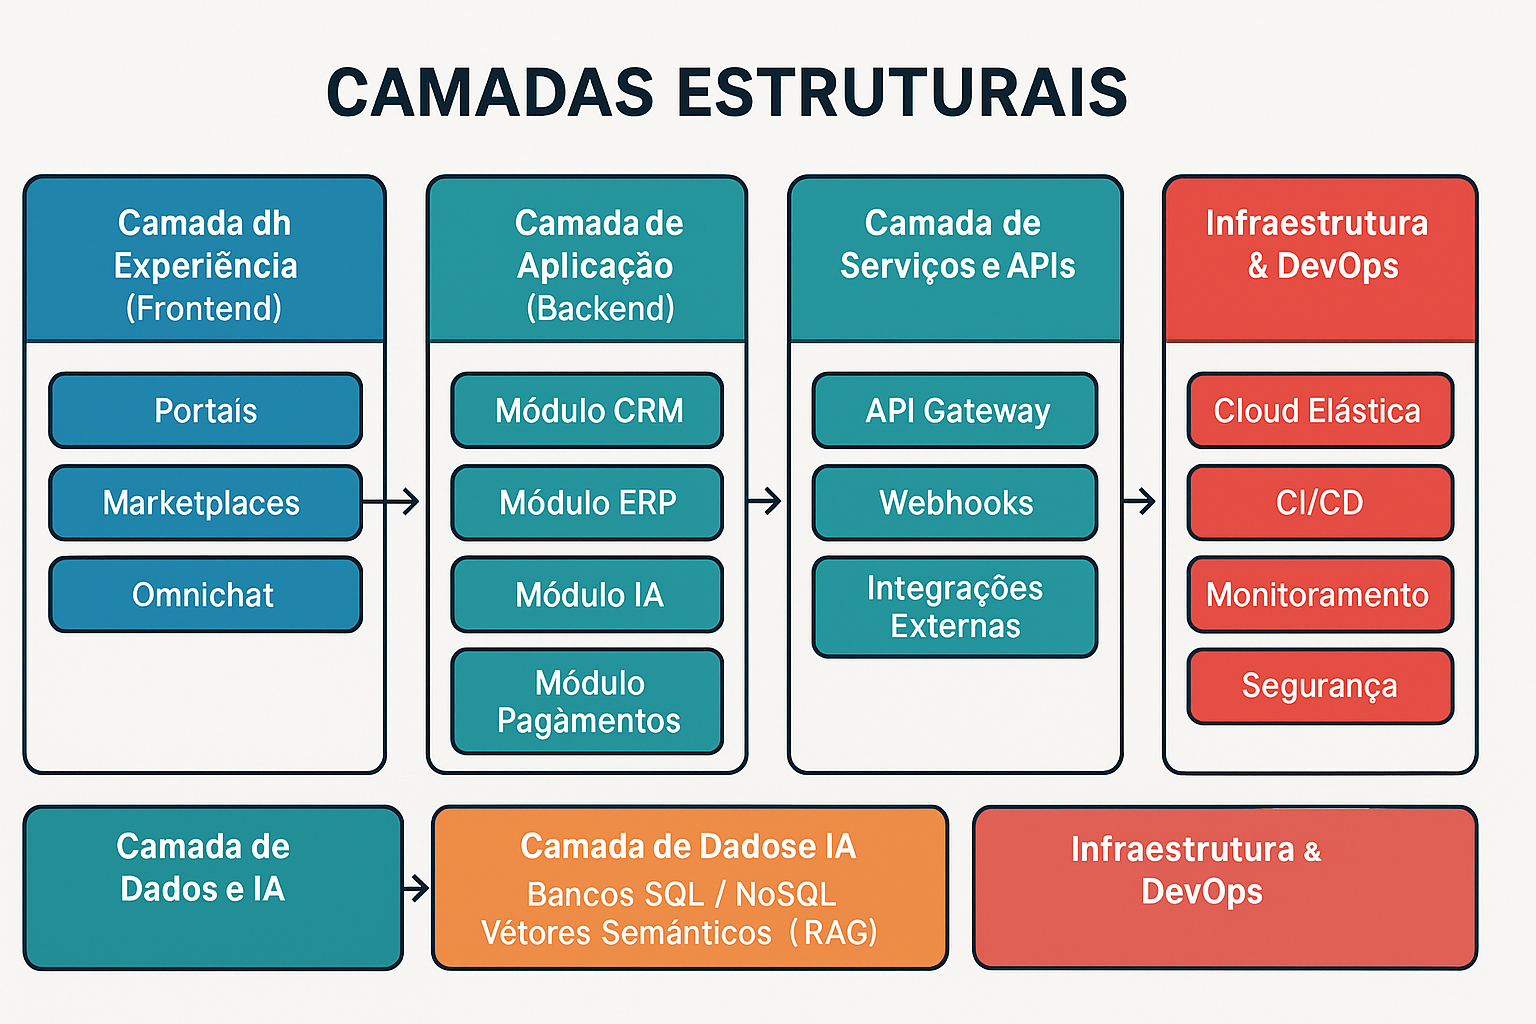 CAMADAS ESTRUTURAIS
Camada dh
Experiẽncia
(Frontend)
Portaís
Marketplaces
Omnichat
Camada de
Aplicaçào
(Backend)
Módulo CRM
Módulo ERP
Módulo IA
Módulo
Pagàmentos
Camada de
Serviços e APIs
API Gateway
Webhooks
Integrações
Externas
Infraestrutura
& DevOps
Cloud Elástica
CI/CD
Monitoramento
Segurança
Camada de
Dados e IA
Camada de Dadose IA
Bancos SQL / NoSQL
Vétores Semánticos (RAG)
Infraestrutura &
DevOps